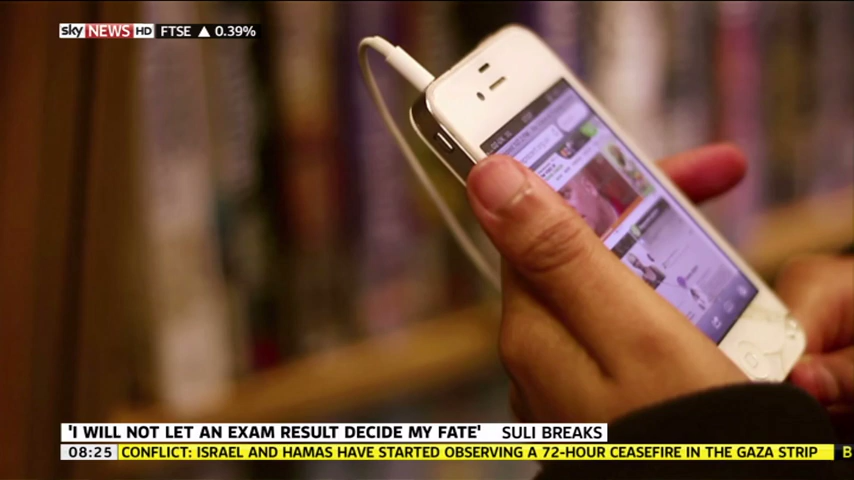 sky NEWS HD FTSE ▲ 0.39%
'I WILL NOT LET AN EXAM RESULT DECIDE MY FATE' SULI BREAKS
08:25 CONFLICT: ISRAEL AND HAMAS HAVE STARTED OBSERVING A 72-HOUR CEASEFIRE IN THE GAZA STRIP B